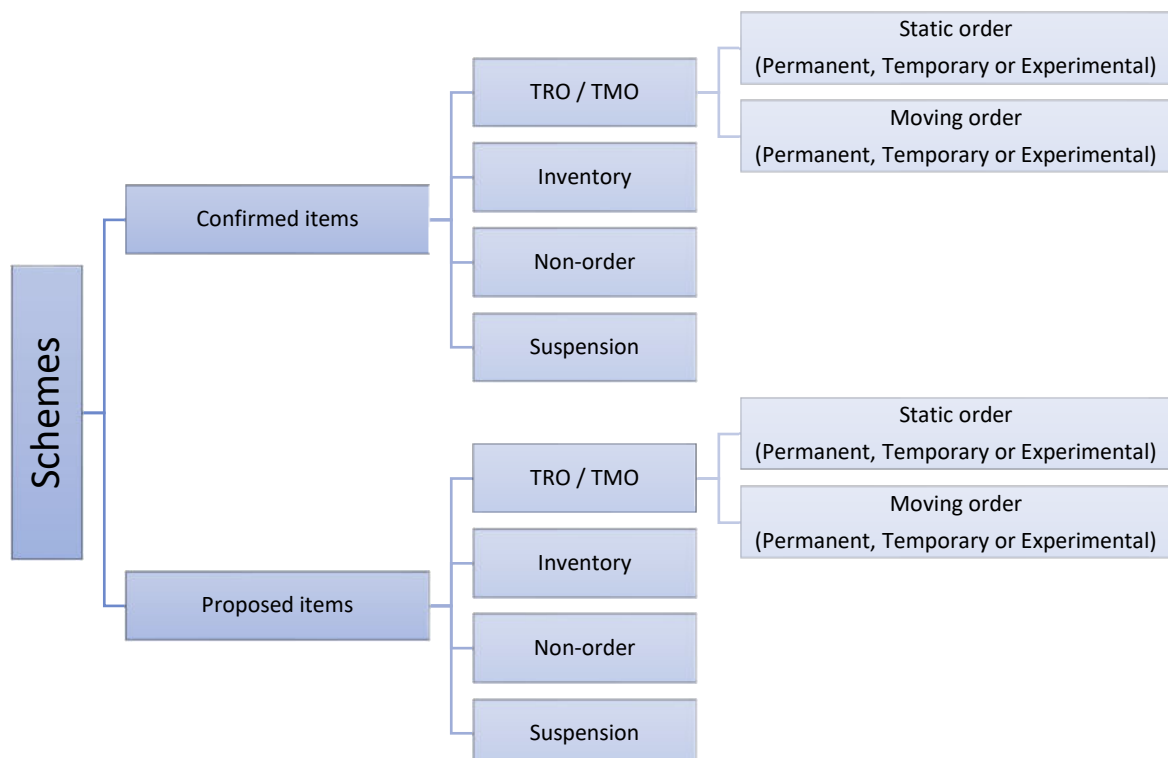 Schemes
Confirmed items
TRO / TMO
Static order
(Permanent, Temporary or Experimental)
Moving order
(Permanent, Temporary or Experimental)
Inventory
Non-order
Suspension
Proposed items
TRO / TMO
Static order
(Permanent, Temporary or Experimental)
Moving order
(Permanent, Temporary or Experimental)
Inventory
Non-order
Suspension